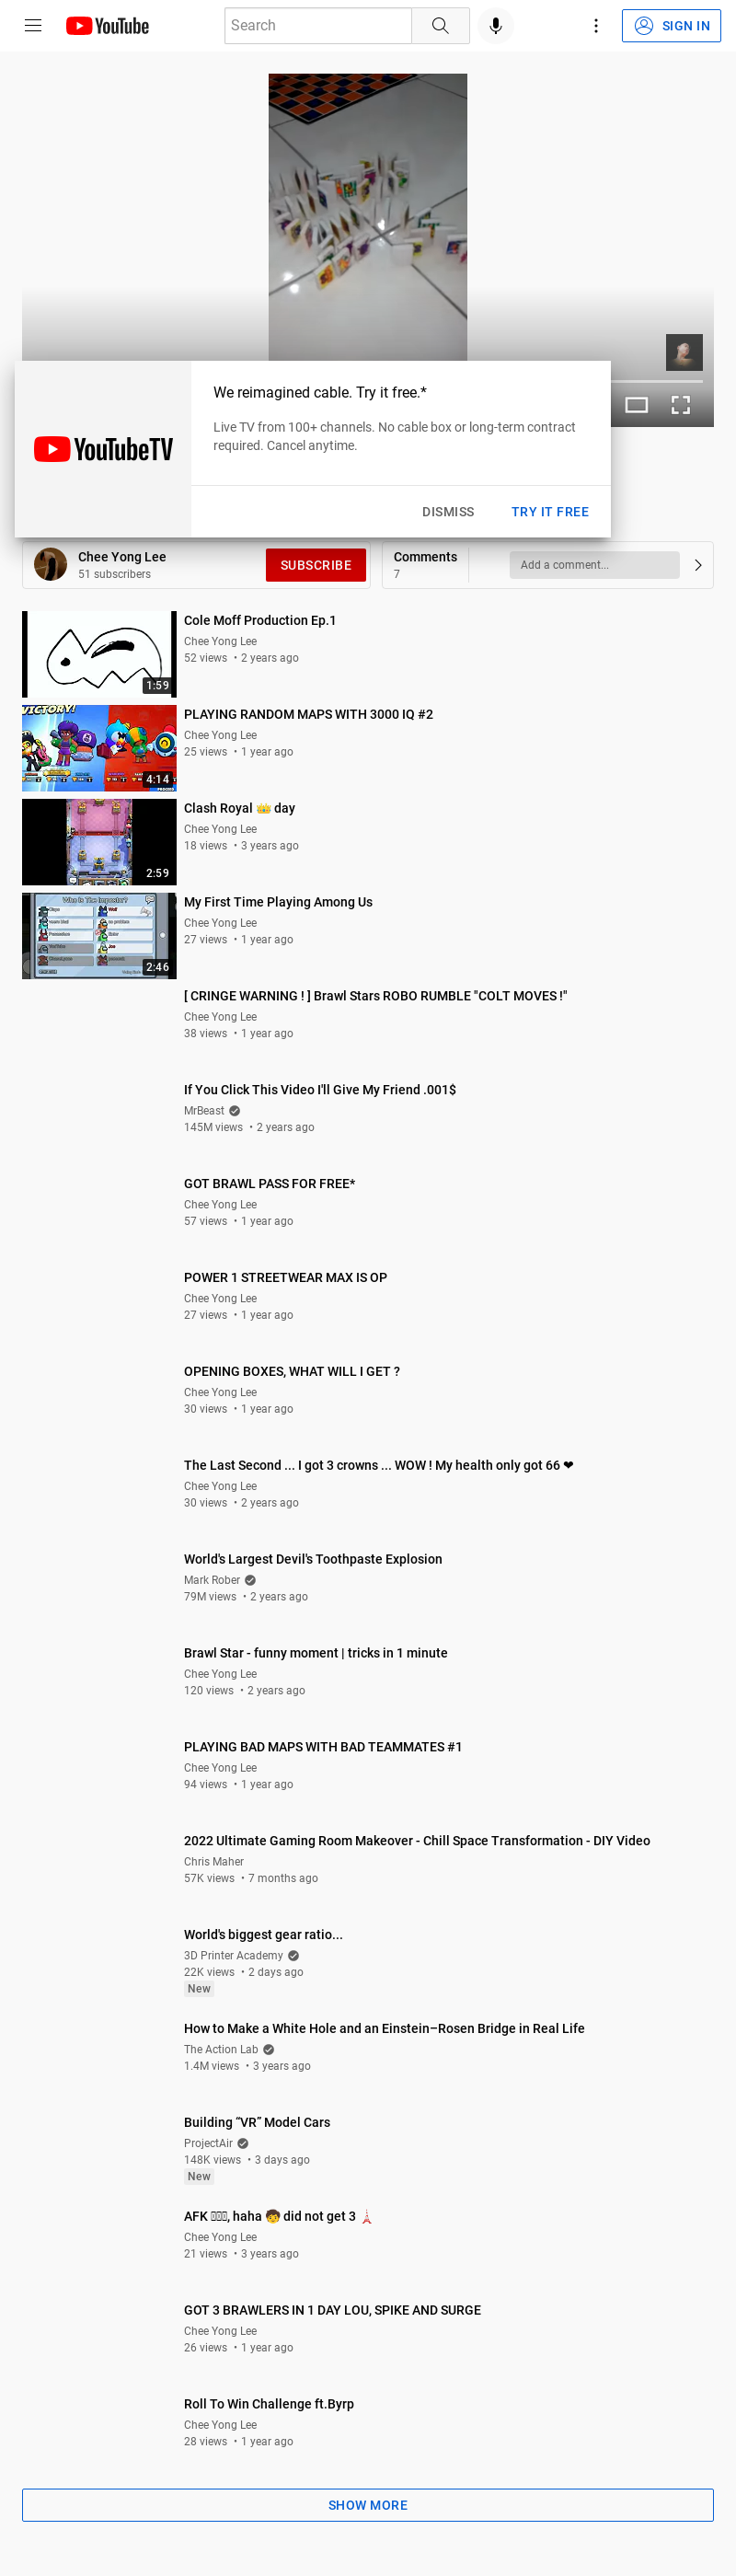 YouTube
Search
SIGN IN
We reimagined cable. Try it free.*
Live TV from 100+ channels. No cable box or long-term contract
required. Cancel anytime.
YouTubeTV
DISMISS
TRY IT FREE
Chee Yong Lee
51 subscribers
SUBSCRIBE
Comments
7
Add a comment...
Cole Moff Production Ep.1
Chee Yong Lee
52 views • 2 years ago
1:59
VICTORY!
PLAYING RANDOM MAPS WITH 3000 IQ #2
Chee Yong Lee
25 views • 1 year ago
4:14
Clash Royal 👑 day
Chee Yong Lee
18 views • 3 years ago
2:59
Who Is The Impostor?
My First Time Playing Among Us
Chee Yong Lee
27 views • 1 year ago
2:46
[ CRINGE WARNING ! ] Brawl Stars ROBO RUMBLE "COLT MOVES !"
Chee Yong Lee
38 views • 1 year ago
If You Click This Video I'll Give My Friend .001$
MrBeast
145M views • 2 years ago
GOT BRAWL PASS FOR FREE*
Chee Yong Lee
57 views • 1 year ago
POWER 1 STREETWEAR MAX IS OP
Chee Yong Lee
27 views • 1 year ago
OPENING BOXES, WHAT WILL I GET ?
Chee Yong Lee
30 views • 1 year ago
The Last Second ... I got 3 crowns ... WOW ! My health only got 66 ❤
Chee Yong Lee
30 views • 2 years ago
World's Largest Devil's Toothpaste Explosion
Mark Rober
79M views • 2 years ago
Brawl Star - funny moment | tricks in 1 minute
Chee Yong Lee
120 views • 2 years ago
PLAYING BAD MAPS WITH BAD TEAMMATES #1
Chee Yong Lee
94 views • 1 year ago
2022 Ultimate Gaming Room Makeover - Chill Space Transformation - DIY Video
Chris Maher
57K views • 7 months ago
World's biggest gear ratio...
3D Printer Academy
22K views • 2 days ago
New
How to Make a White Hole and an Einstein–Rosen Bridge in Real Life
The Action Lab
1.4M views • 3 years ago
Building “VR” Model Cars
ProjectAir
148K views • 3 days ago
New
AFK , haha 🧒 did not get 3 🗼
Chee Yong Lee
21 views • 3 years ago
GOT 3 BRAWLERS IN 1 DAY LOU, SPIKE AND SURGE
Chee Yong Lee
26 views • 1 year ago
Roll To Win Challenge ft.Byrp
Chee Yong Lee
28 views • 1 year ago
SHOW MORE